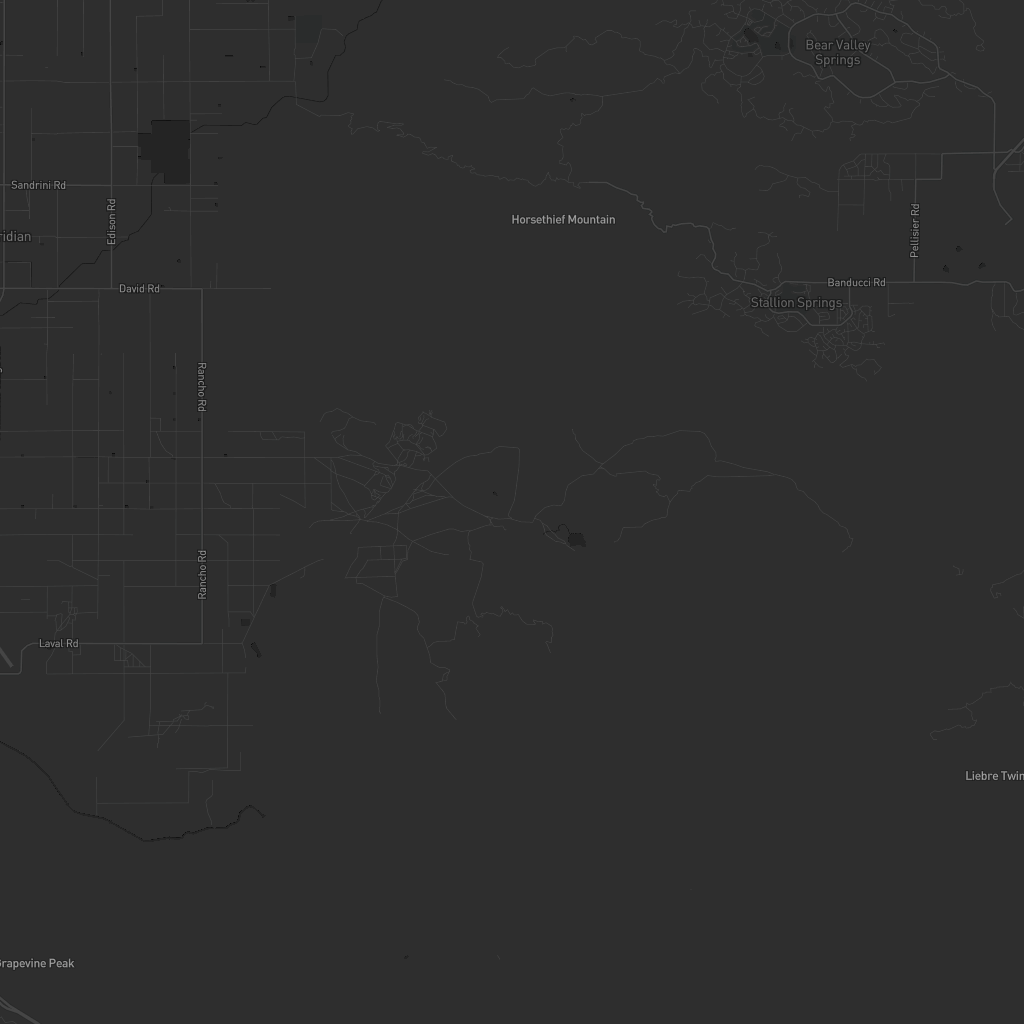 Bear Valley
Springs
Sandrini Rd
Edison Rd
Horsethief Mountain
Pellisier Rd
ridian
David Rd
Banducci Rd
Stallion Springs
Rancho Rd
Rancho Rd
Laval Rd
Liebre Twin
Grapevine Peak